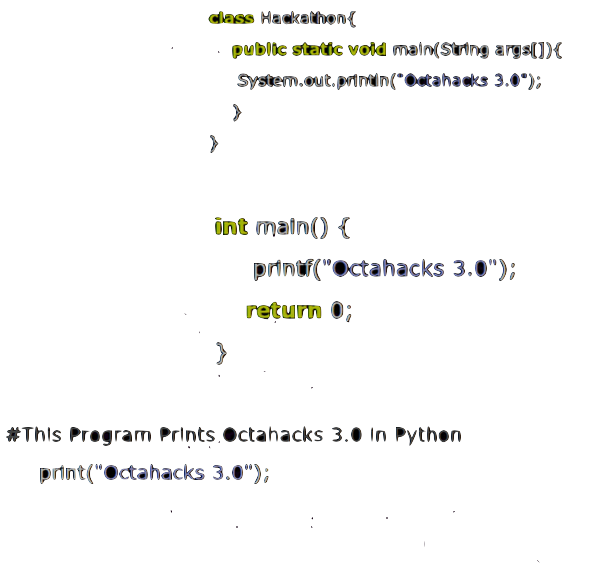 class Hackathon{
public static void main(String args[]){
System.out.println("Octahacks 3.0");
}
}
int main() {
printf("Octahacks 3.0");
return 0;
}
#This Program Prints Octahacks 3.0 in Python
print("Octahacks 3.0");